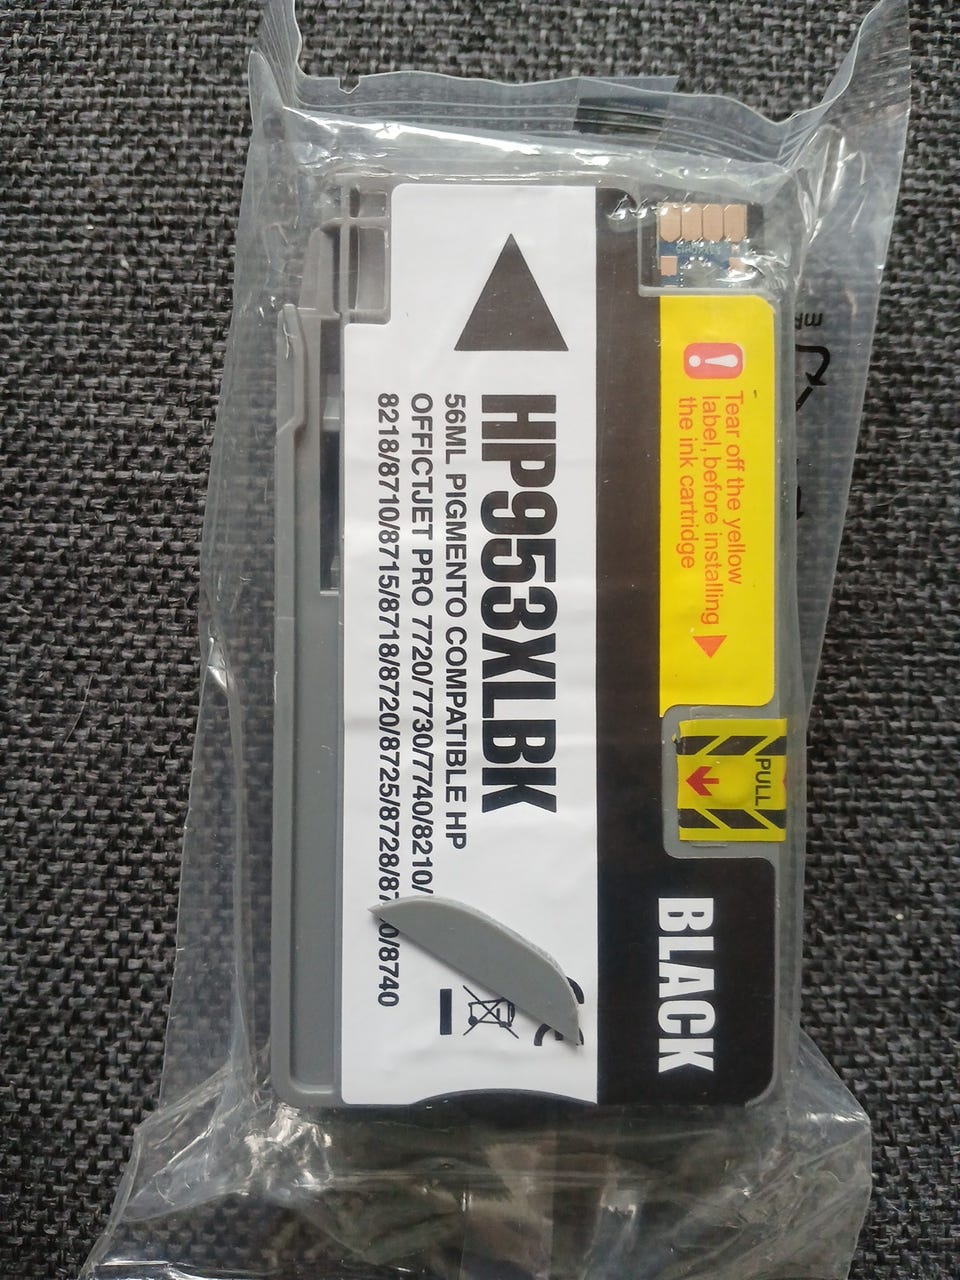 Tear off the yellow
label, before installing
the ink cartridge
PULL
BLACK
HP953XLBK
56ML PIGMENTO COMPATIBLE HP
OFFICTJET PRO 7720/7730/7740/8210/
8218/8710/8715/8718/8720/8725/8728/ /8740